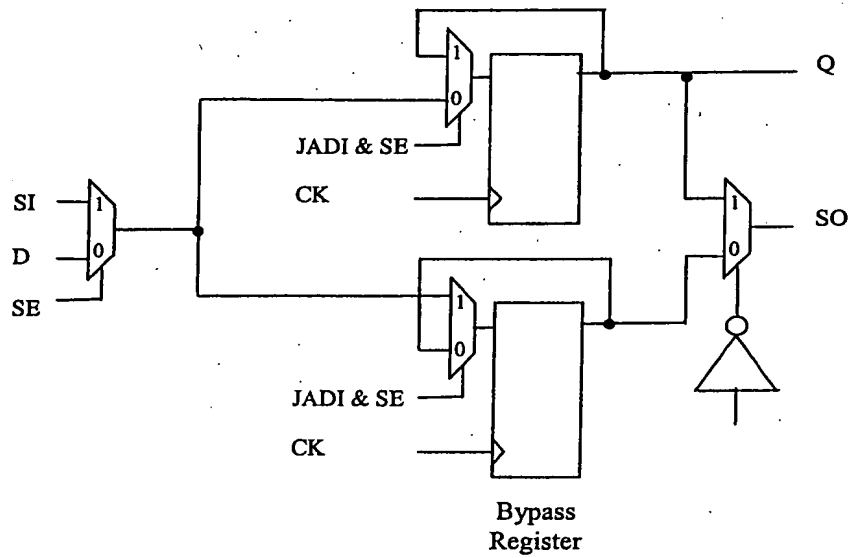 1
0
Q
JADI & SE
CK
SI
1
D
0
SE
1
SO
0
1
0
JADI & SE
CK
Bypass
Register